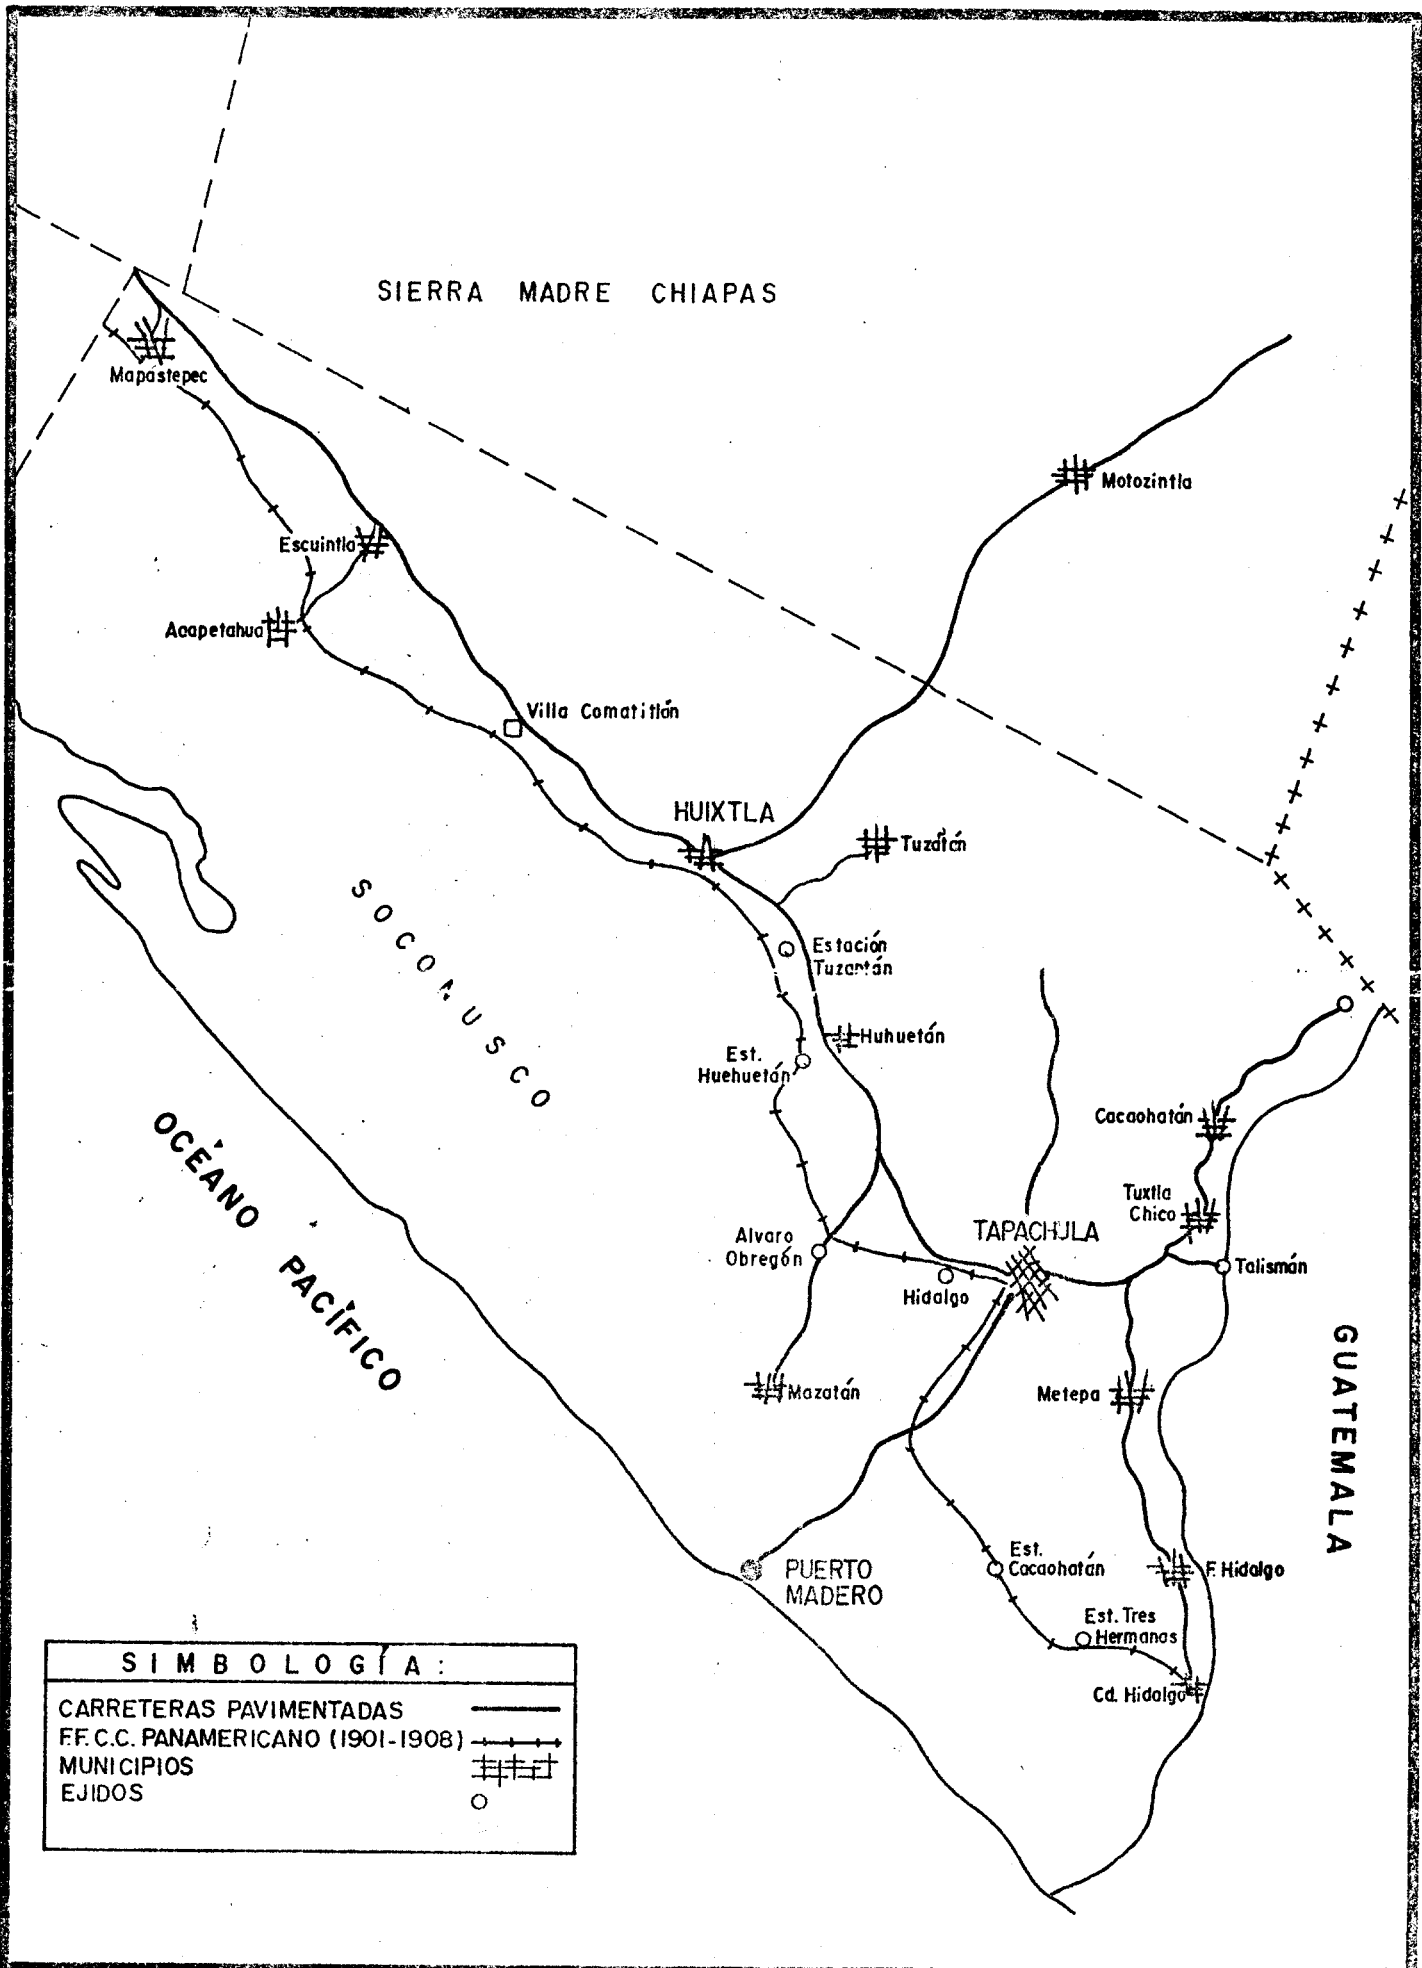 SIERRA MADRE CHIAPAS
Mapastepec
Motozintla
Escuintla
Acapetahua
Villa Comatitlán
HUIXTLA
Tuzatán
SOCONUSCO
Estación
Tuzantán
Huhuetán
Est.
Huehuetán
Cacaohatán
OCÉANO PACÍFICO
Tuxtla
Chico
TAPACHULA
Alvaro
Obregón
Talismán
Hidalgo
GUATEMALA
Mazatán
Metepa
Est.
Cacaohatán
F. Hidalgo
PUERTO
MADERO
Est. Tres
Hermanas
Cd. Hidalgo
SIMBOLOGÍA:
CARRETERAS PAVIMENTADAS
F.F.C.C. PANAMERICANO (1901-1908)
MUNICIPIOS
EJIDOS